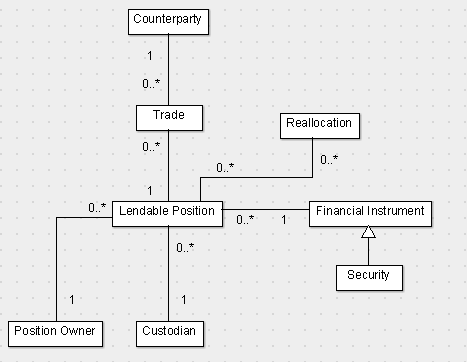 Counterparty
1
0..*
Trade
Reallocation
0..*
0..*
0..*
1
0..*
Lendable Position
Financial Instrument
0..*
1
0..*
Security
1
1
Position Owner
Custodian